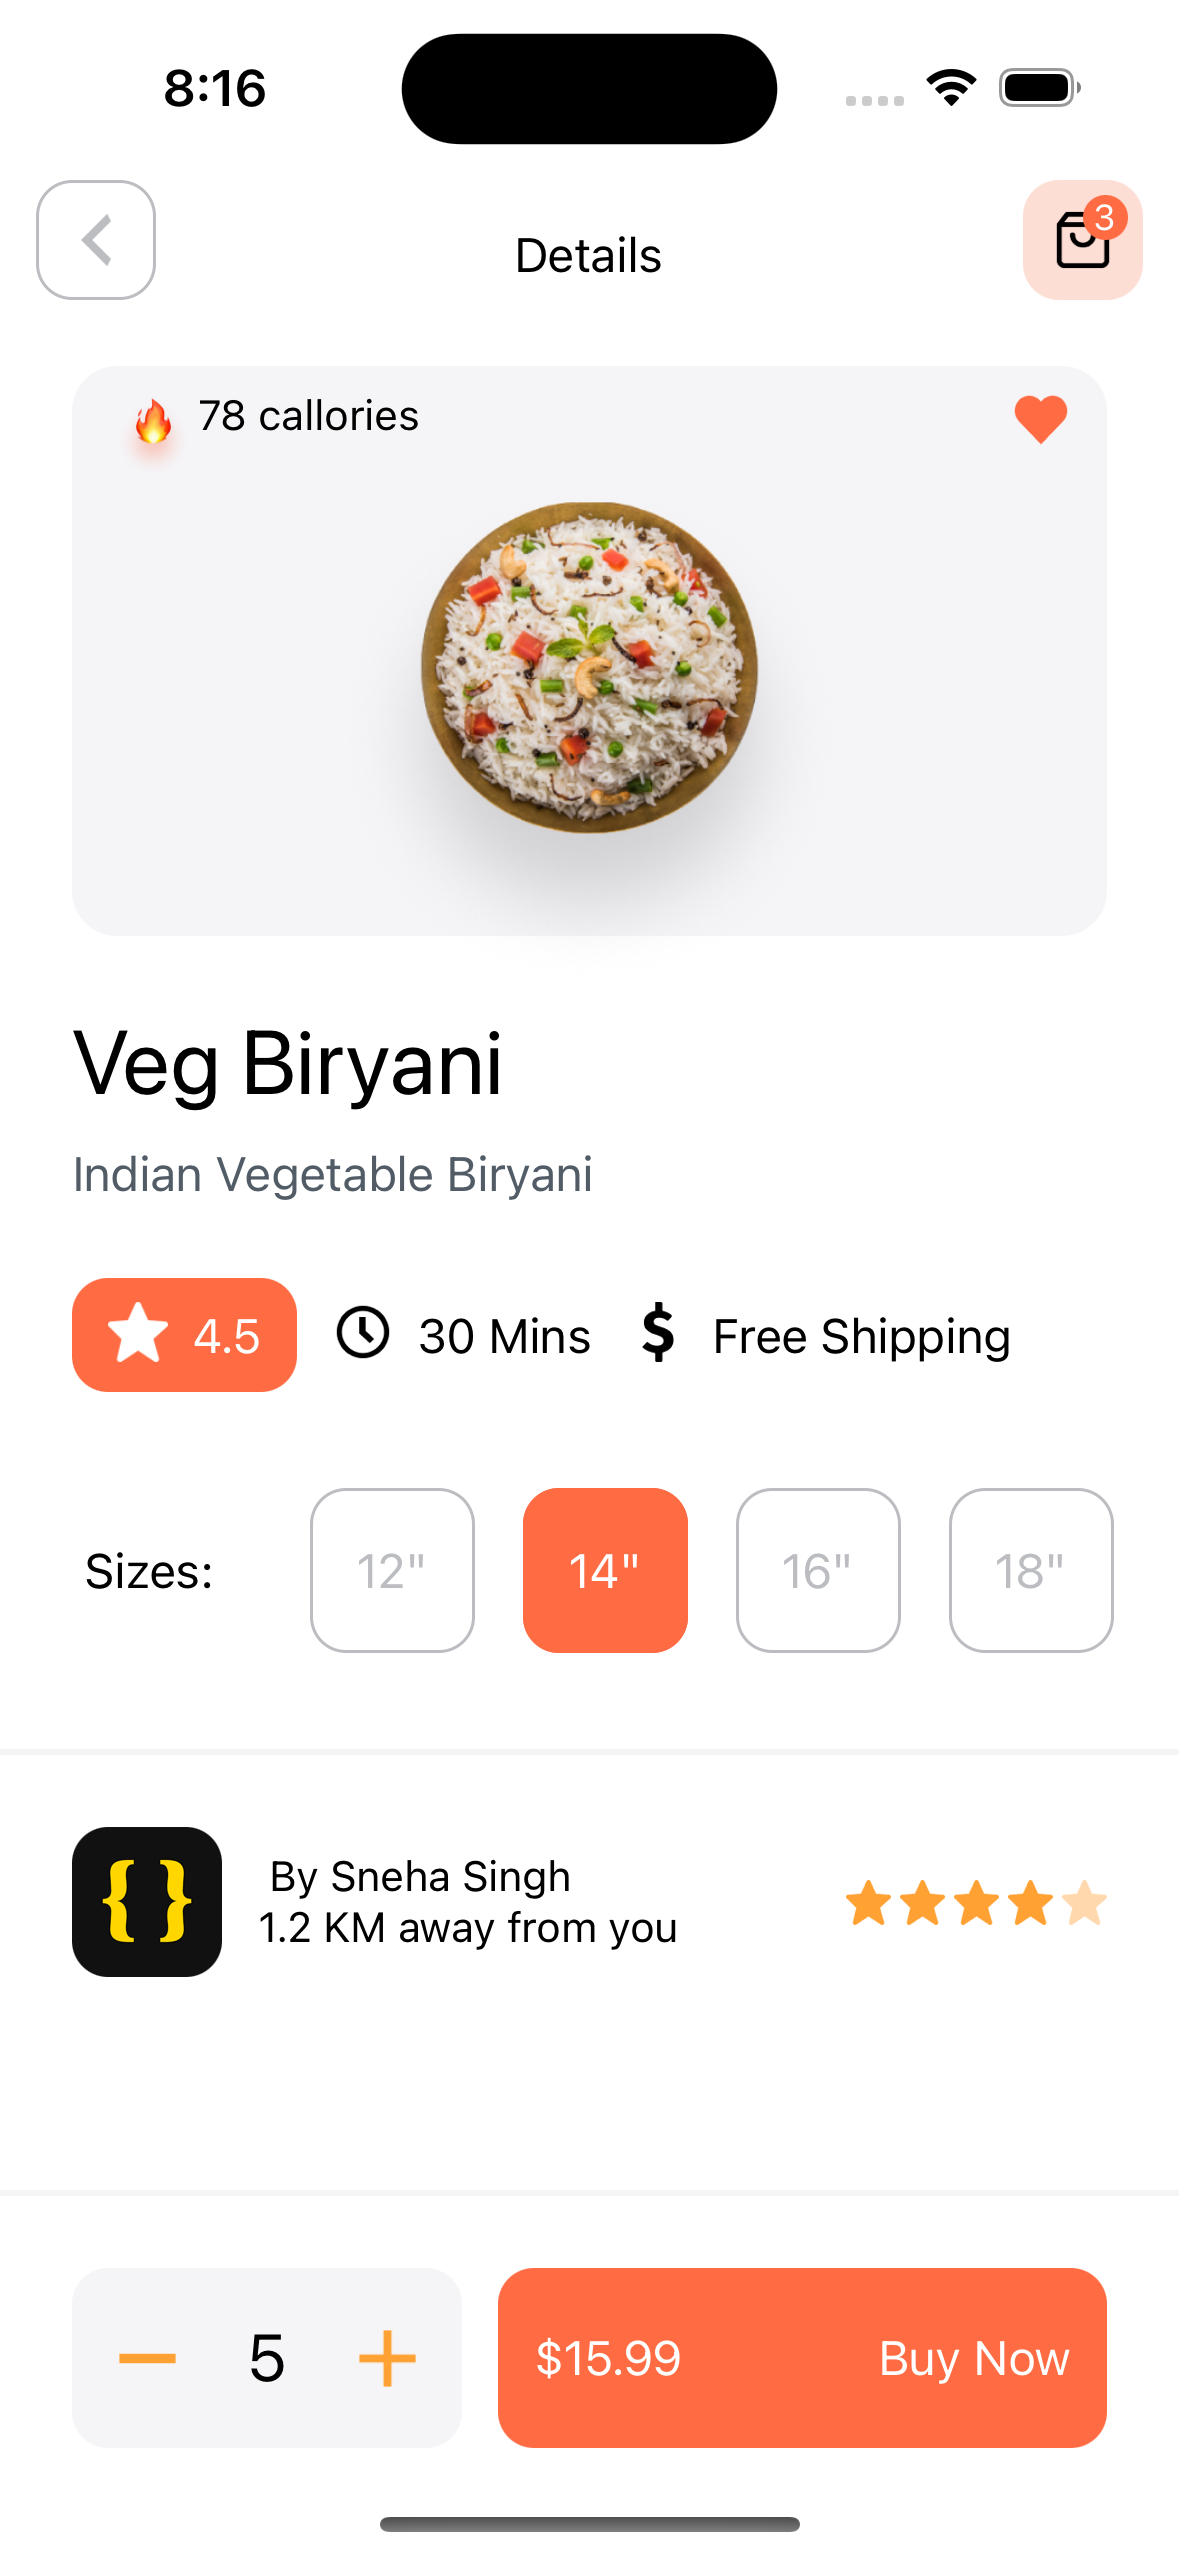 8:16
Details
3
78 callories
Veg Biryani
Indian Vegetable Biryani
4.5 30 Mins $ Free Shipping
Sizes: 12" 14" 16" 18"
{ } By Sneha Singh
1.2 KM away from you
5 $15.99 Buy Now